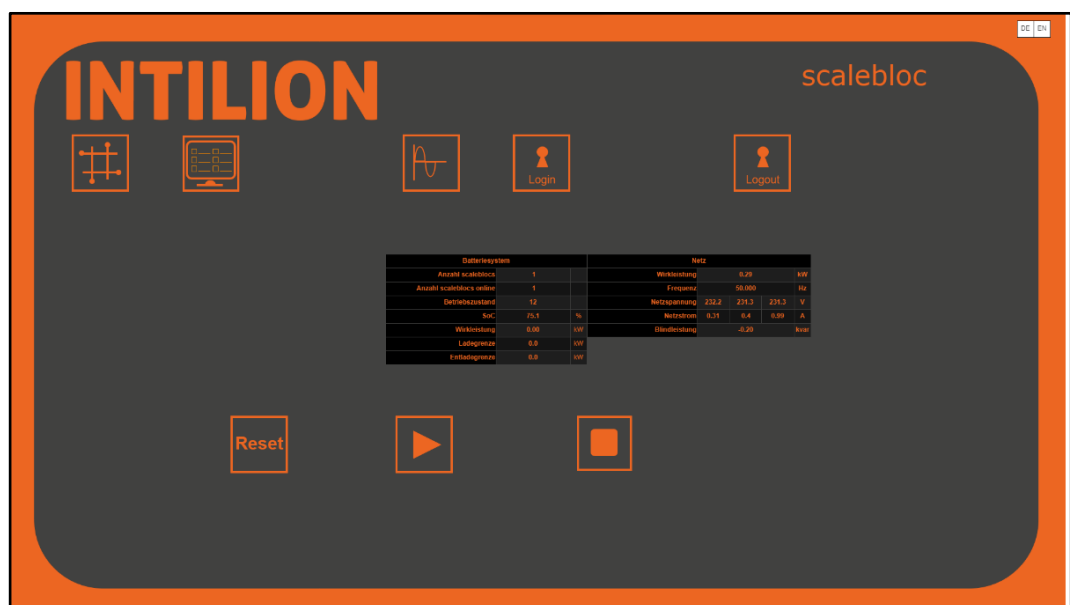 DE EN
INTILION
scalebloc
Login
Logout
Batteriesystem
Anzahl scaleblocs 1
Anzahl scaleblocs online 1
Betriebszustand 12
SoC 75.1 %
Wirkleistung 0.00 kW
Ladegrenze 0.0 kW
Entladegrenze 0.0 kW
Netz
Wirkleistung 0.20 kW
Frequenz 50.000 Hz
Netzspannung 232.2 231.3 231.3 V
Netzstrom 0.31 0.4 0.99 A
Blindleistung -0.20 kvar
Reset